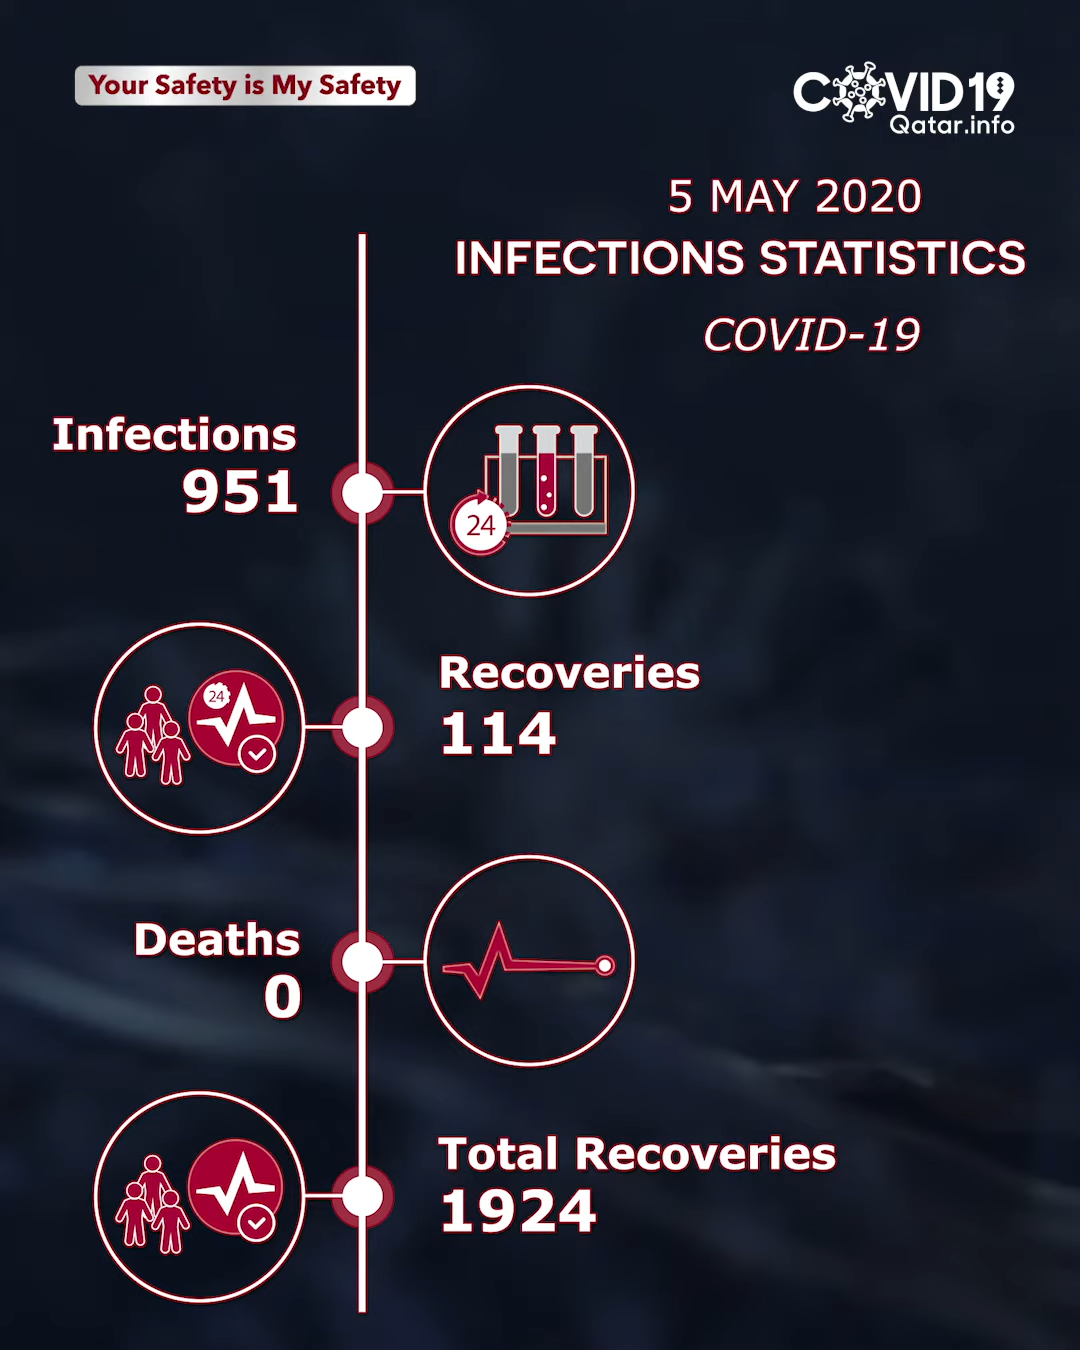 Your Safety is My Safety
COVID19
Qatar.info
5 MAY 2020
INFECTIONS STATISTICS
COVID-19
Infections
951
24
24
Recoveries
114
Deaths
0
Total Recoveries
1924